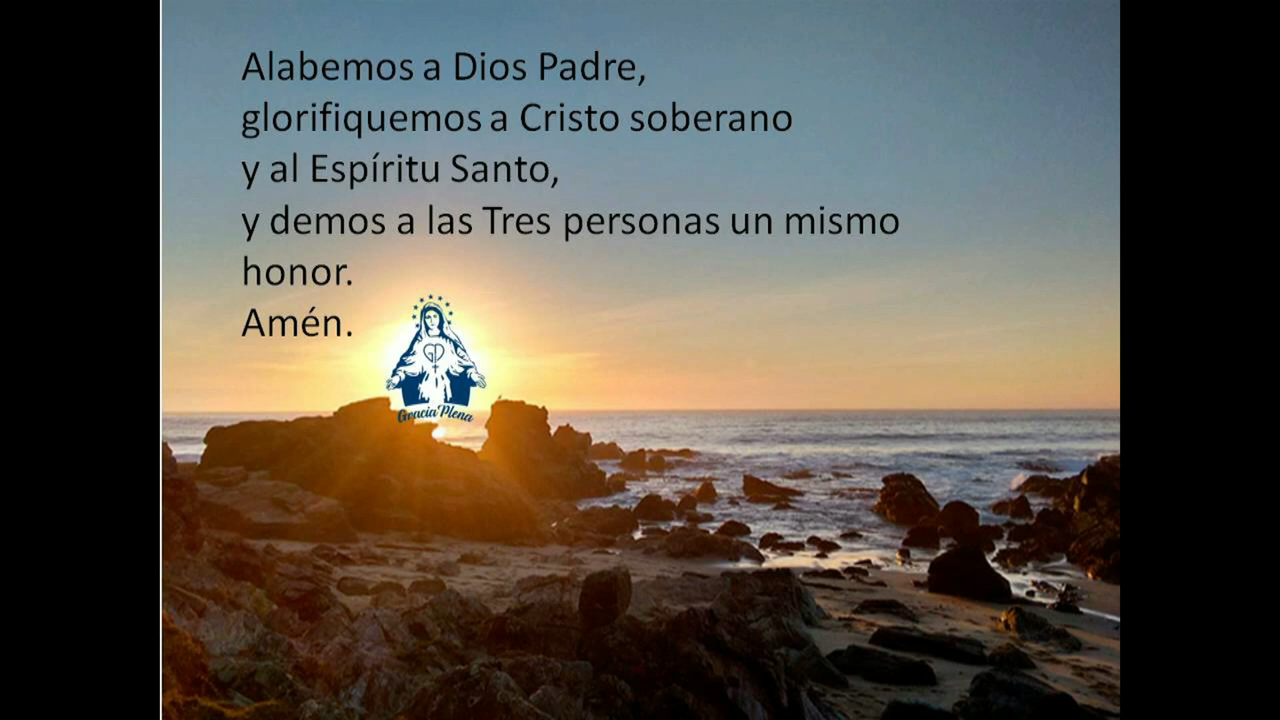 Alabemos a Dios Padre,
glorifiquemos a Cristo soberano
y al Espíritu Santo,
y demos a las Tres personas un mismo
honor.
Amén.
GP
Gracia Plena